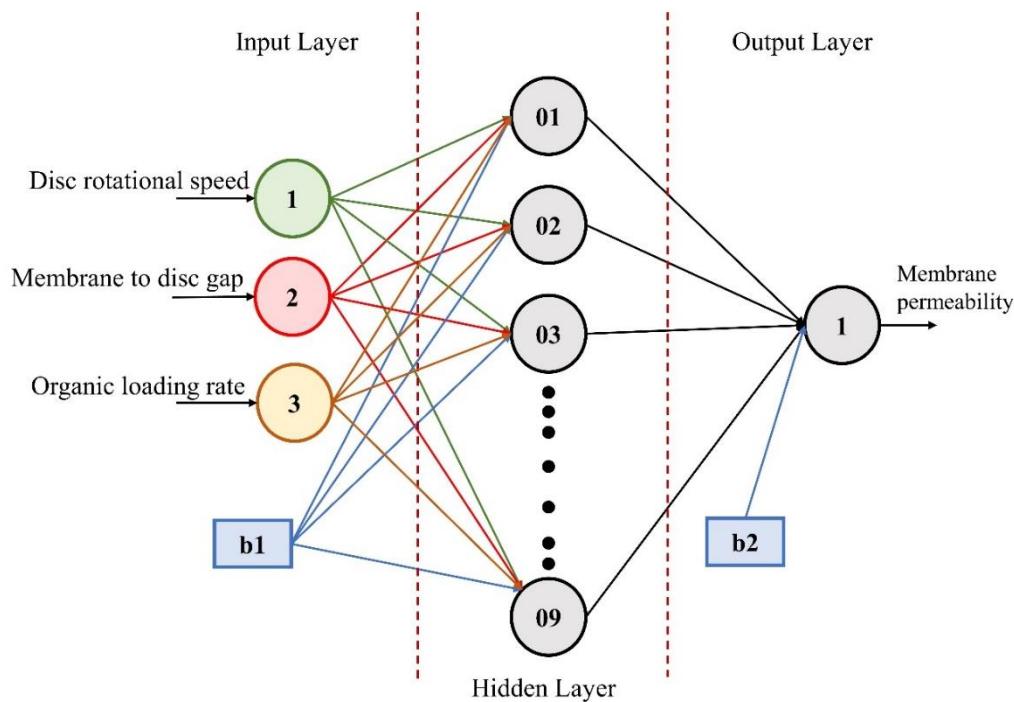 Input Layer
Output Layer
01
Disc rotational speed
1
02
Membrane to disc gap
2
Membrane
permeability
03
1
Organic loading rate
3
b1
b2
09
Hidden Layer